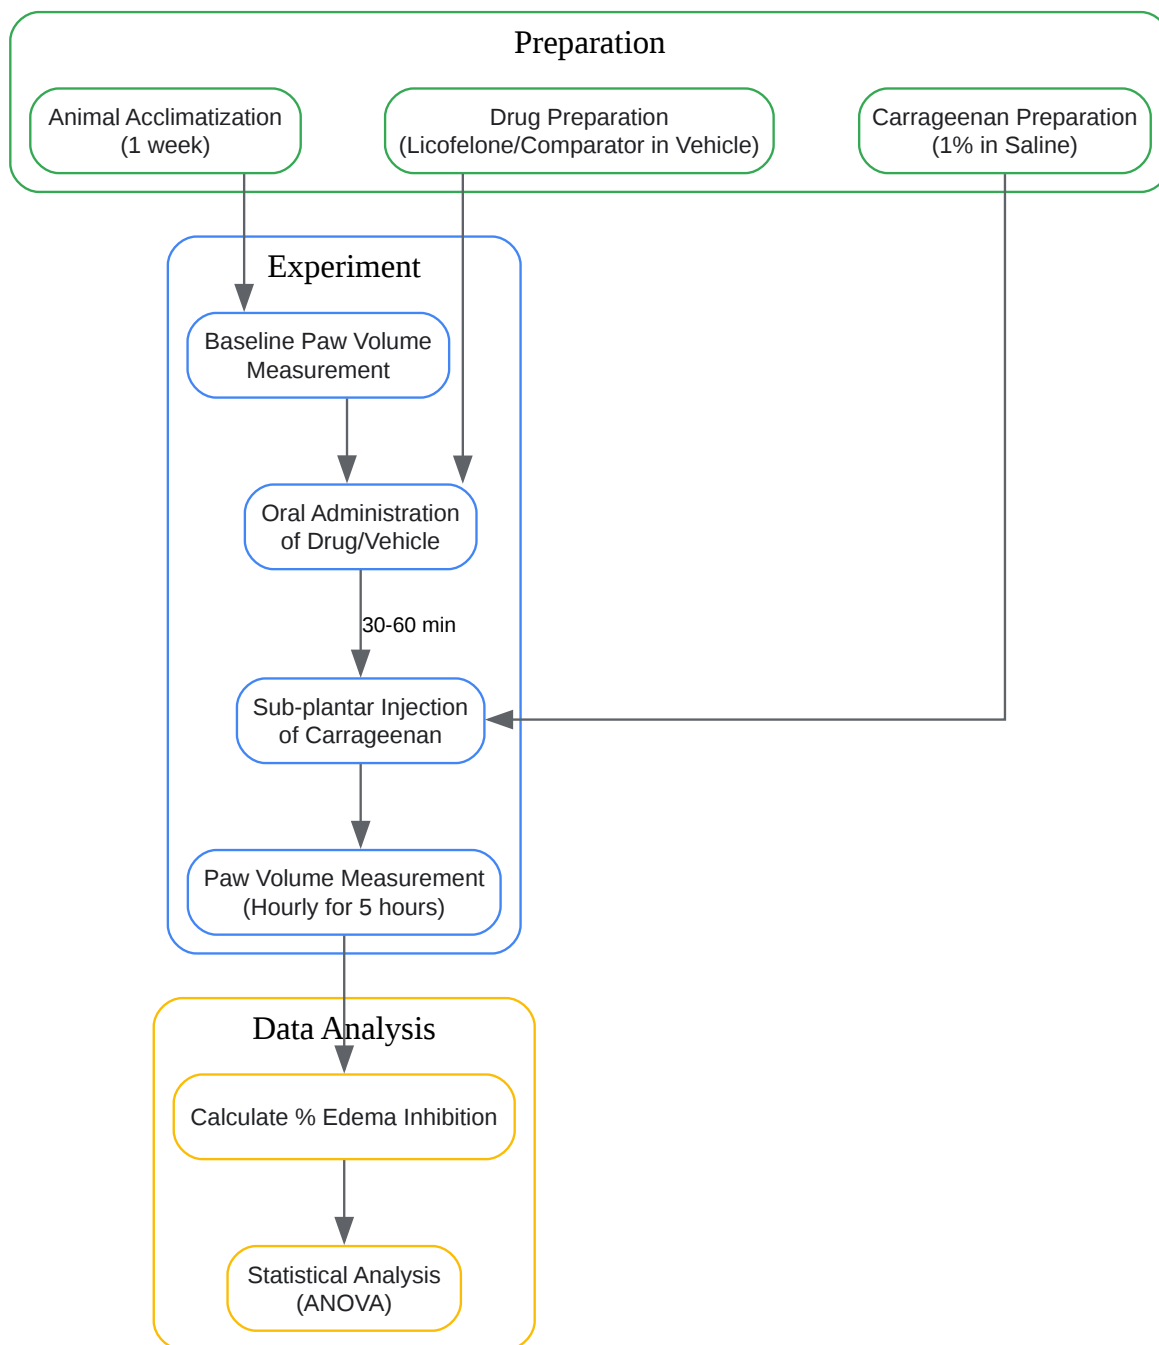 Preparation
Animal Acclimatization
(1 week)
Drug Preparation
(Licofelone/Comparator in Vehicle)
Carrageenan Preparation
(1% in Saline)
Experiment
Baseline Paw Volume
Measurement
Oral Administration
of Drug/Vehicle
30-60 min
Sub-plantar Injection
of Carrageenan
Paw Volume Measurement
(Hourly for 5 hours)
Data Analysis
Calculate % Edema Inhibition
Statistical Analysis
(ANOVA)